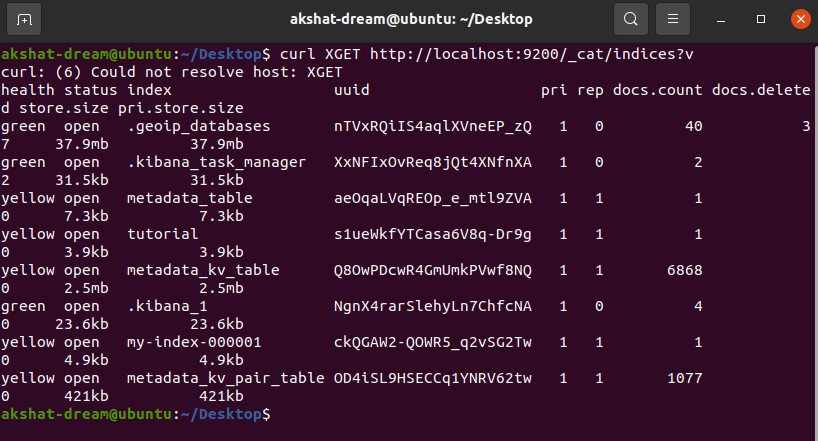 akshat-dream@ubuntu: ~/Desktop
akshat-dream@ubuntu:~/Desktop$ curl XGET http://localhost:9200/_cat/indices?v
curl: (6) Could not resolve host: XGET
health status index                    uuid                   pri rep docs.count docs.delete
d store.size pri.store.size
green  open   .geoip_databases         nTVxRQiIS4aqlXVneEP_zQ   1   0         40           3
7     37.9mb         37.9mb
green  open   .kibana_task_manager     XxNFIxOvReq8jQt4XNfnXA   1   0          2
2     31.5kb         31.5kb
yellow open   metadata_table           aeOqaLVqREOp_e_mtl9ZVA   1   1          1
0      7.3kb          7.3kb
yellow open   tutorial                 s1ueWkfYTCasa6V8q-Dr9g   1   1          1
0      3.9kb          3.9kb
yellow open   metadata_kv_table        Q8OwPDcwR4GmUmkPVwf8NQ   1   1       6868
0      2.5mb          2.5mb
green  open   .kibana_1                NgnX4rarSlehyLn7ChfcNA   1   0          4
0     23.6kb         23.6kb
yellow open   my-index-000001          ckQGAW2-QOWR5_q2vSG2Tw   1   1          1
0      4.9kb          4.9kb
yellow open   metadata_kv_pair_table   OD4iSL9HSECCq1YNRV62tw   1   1       1077
0      421kb          421kb
akshat-dream@ubuntu:~/Desktop$